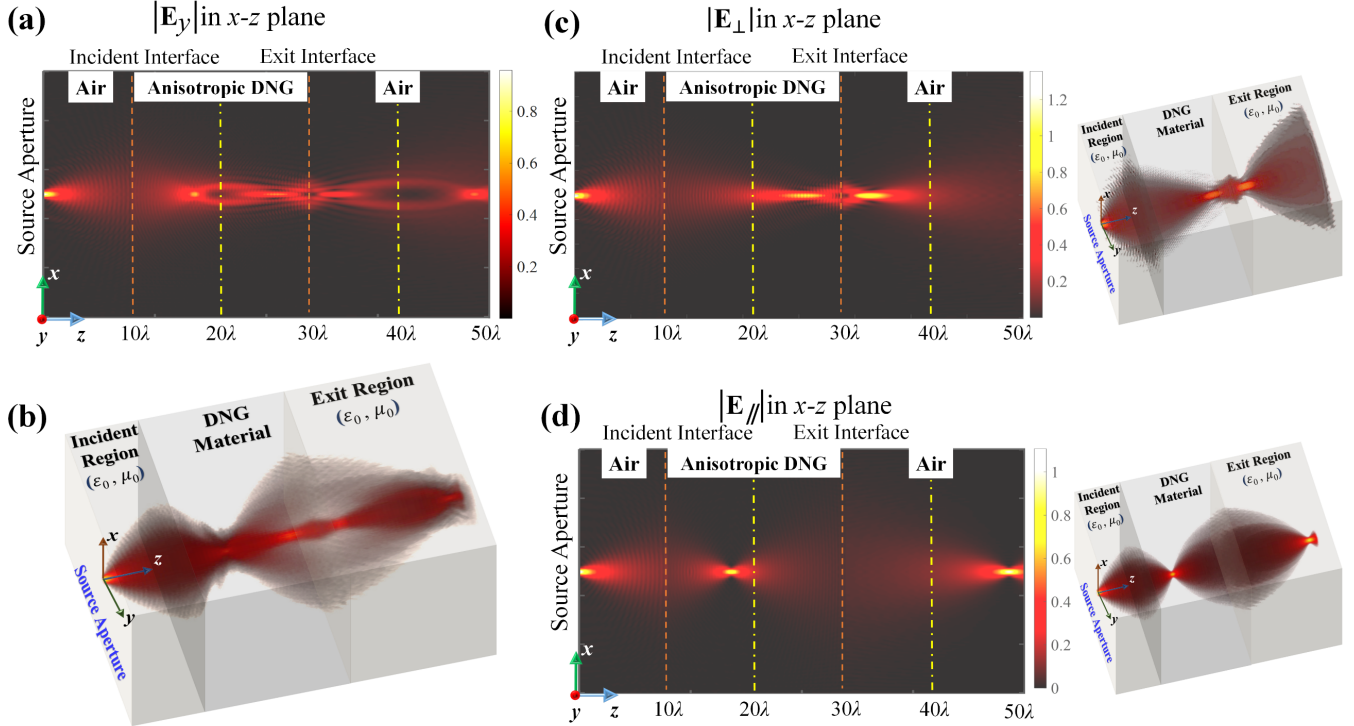 (a)
|E_y| in x-z plane
Incident Interface Exit Interface
Air Anisotropic DNG Air
Source Aperture
x
y z 10λ 20λ 30λ 40λ 50λ
0.8
0.6
0.4
0.2
(c)
|E_⊥| in x-z plane
Incident Interface Exit Interface
Air Anisotropic DNG Air
Source Aperture
x
y z 10λ 20λ 30λ 40λ 50λ
1.2
1
0.8
0.6
0.4
0.2
Incident
Region
(ε₀, μ₀)
DNG
Material
Exit Region
(ε₀, μ₀)
x
z
y
Source Aperture
(b)
Incident
Region
(ε₀, μ₀)
DNG
Material
Exit Region
(ε₀, μ₀)
x
z
y
Source Aperture
(d)
|E_//| in x-z plane
Incident Interface Exit Interface
Air Anisotropic DNG Air
Source Aperture
x
y z 10λ 20λ 30λ 40λ 50λ
1
0.8
0.6
0.4
0.2
0
Incident
Region
(ε₀, μ₀)
DNG
Material
Exit Region
(ε₀, μ₀)
x
z
y
Source Aperture